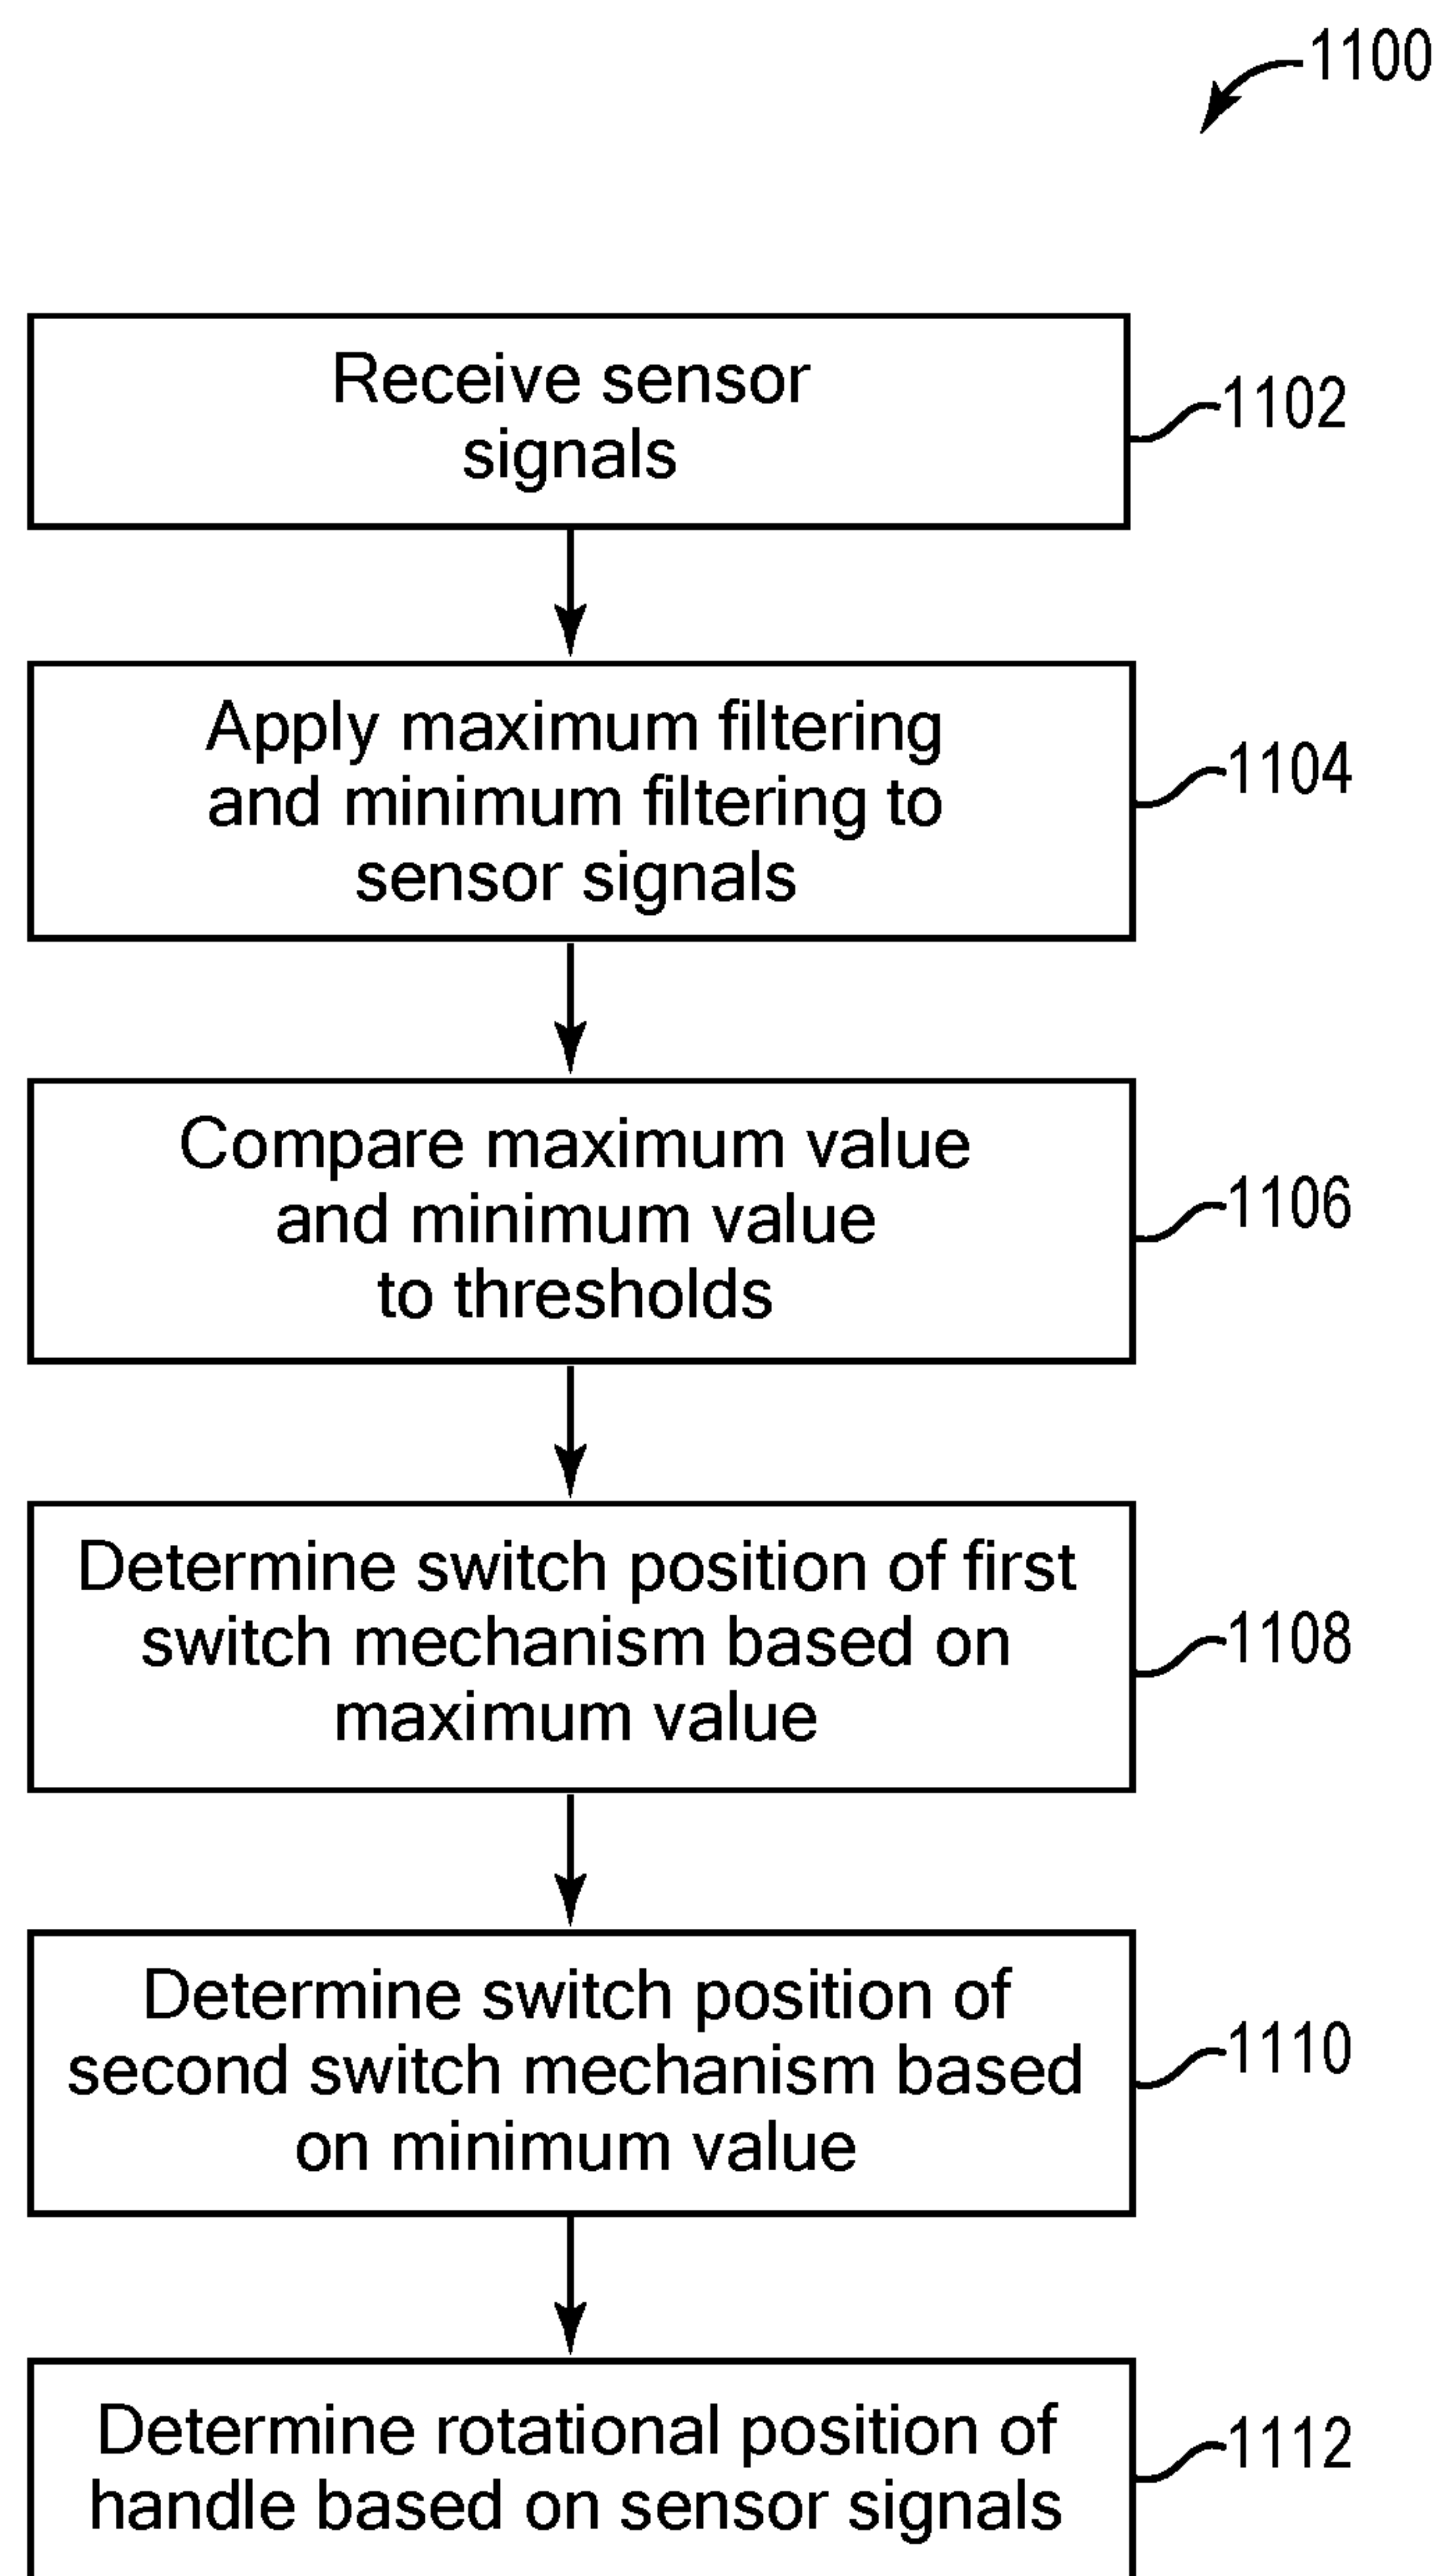 1100
Receive sensor
signals
1102
Apply maximum filtering
and minimum filtering to
sensor signals
1104
Compare maximum value
and minimum value
to thresholds
1106
Determine switch position of first
switch mechanism based on
maximum value
1108
Determine switch position of
second switch mechanism based
on minimum value
1110
Determine rotational position of
handle based on sensor signals
1112